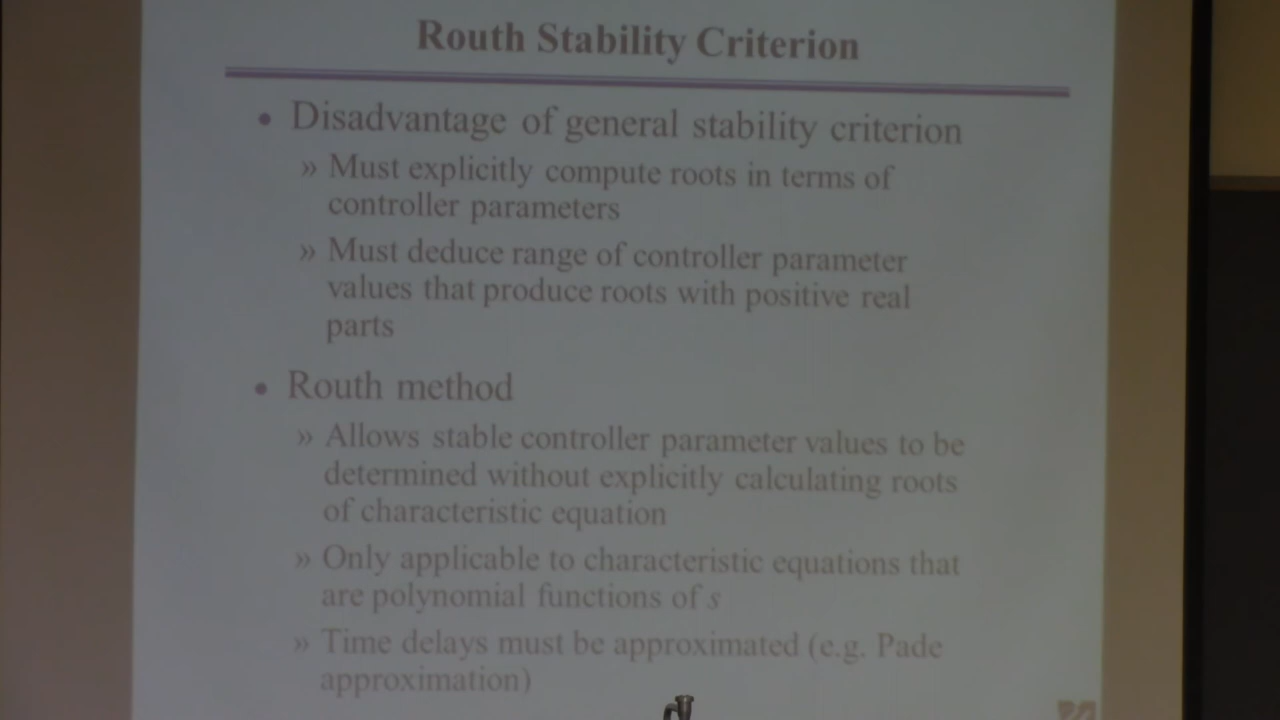 Routh Stability Criterion
• Disadvantage of general stability criterion
» Must explicitly compute roots in terms of
controller parameters
» Must deduce range of controller parameter
values that produce roots with positive real
parts
• Routh method
» Allows stable controller parameter values to be
determined without explicitly calculating roots
of characteristic equation
» Only applicable to characteristic equations that
are polynomial functions of s
» Time delays must be approximated (e.g. Pade
approximation)